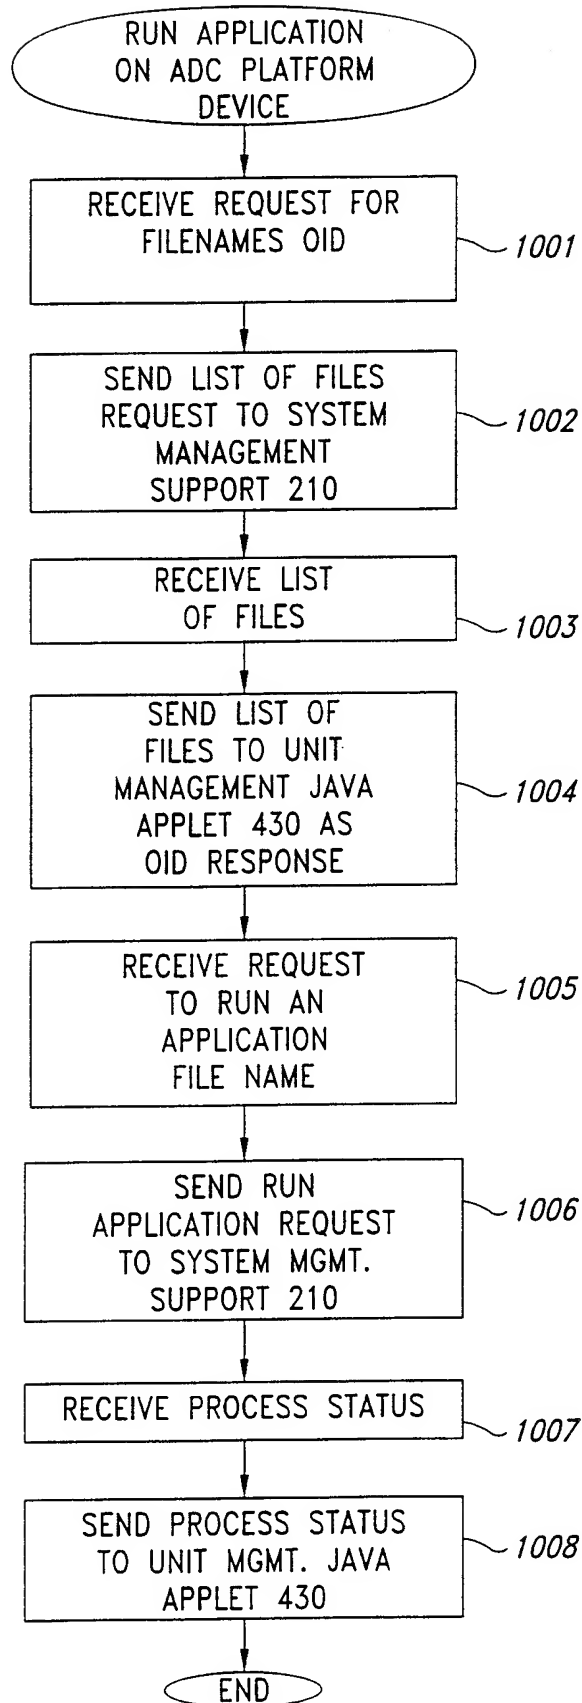 RUN APPLICATION
ON ADC PLATFORM
DEVICE
RECEIVE REQUEST FOR
FILENAMES OID
1001
SEND LIST OF FILES
REQUEST TO SYSTEM
MANAGEMENT
SUPPORT 210
1002
RECEIVE LIST
OF FILES
1003
SEND LIST OF
FILES TO UNIT
MANAGEMENT JAVA
APPLET 430 AS
OID RESPONSE
1004
RECEIVE REQUEST
TO RUN AN
APPLICATION
FILE NAME
1005
SEND RUN
APPLICATION REQUEST
TO SYSTEM MGMT.
SUPPORT 210
1006
RECEIVE PROCESS STATUS
1007
SEND PROCESS STATUS
TO UNIT MGMT. JAVA
APPLET 430
1008
END